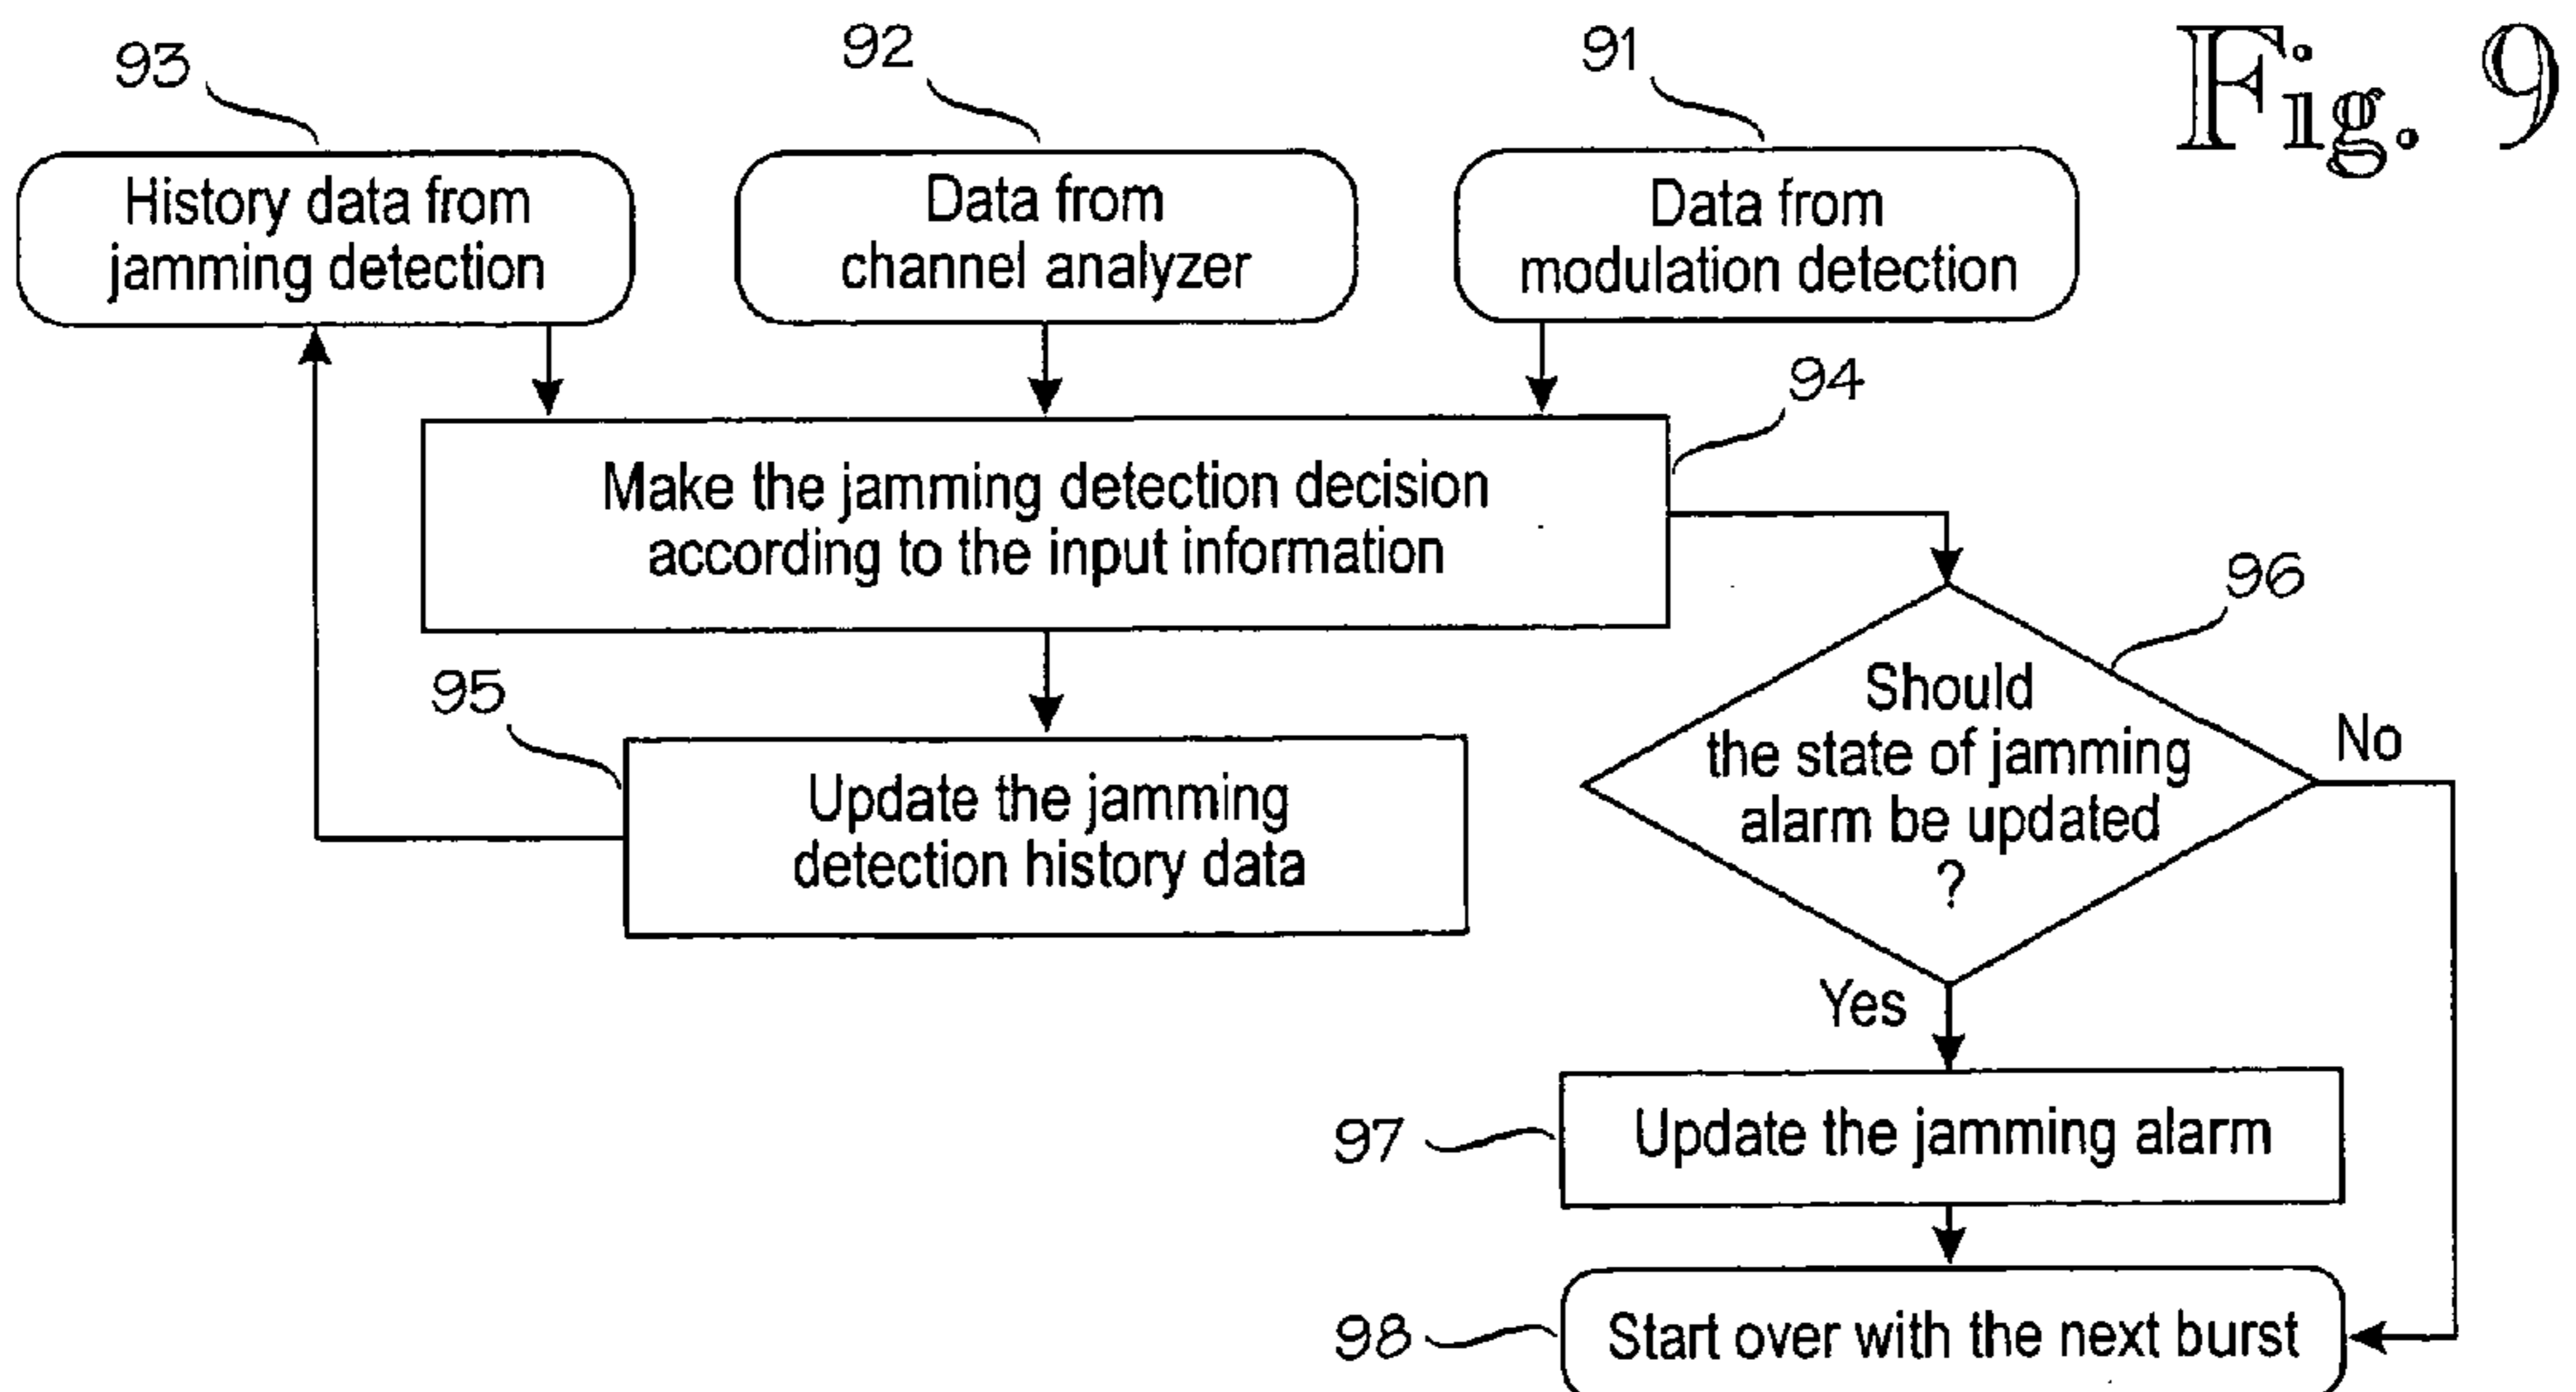 Fig. 9
93
92
91
History data from
jamming detection
Data from
channel analyzer
Data from
modulation detection
94
Make the jamming detection decision
according to the input information
96
95
Update the jamming
detection history data
Should
the state of jamming
alarm be updated
?
No
Yes
97
Update the jamming alarm
98
Start over with the next burst